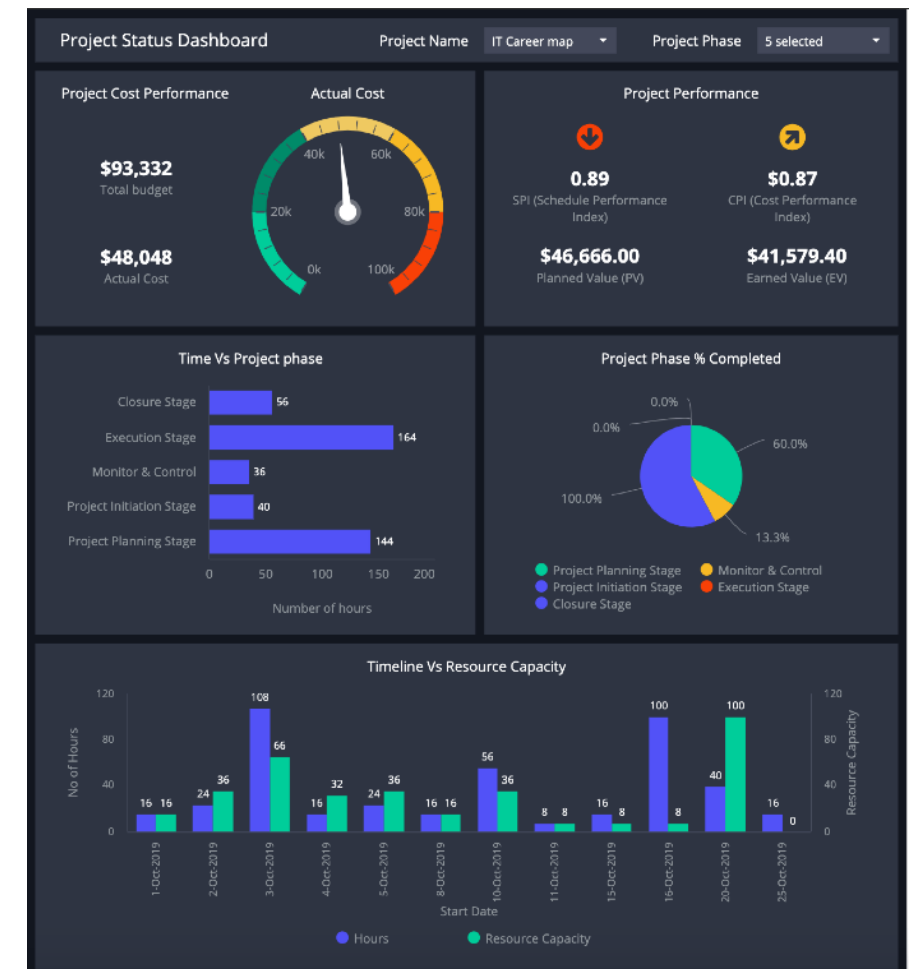 Project Status Dashboard
Project Name
IT Career map
Project Phase
5 selected
Project Cost Performance
Actual Cost
$93,332
Total budget
$48,048
Actual Cost
0k
20k
40k
60k
80k
100k
Project Performance
0.89
SPI (Schedule Performance
Index)
$0.87
CPI (Cost Performance
Index)
$46,666.00
Planned Value (PV)
$41,579.40
Earned Value (EV)
Time Vs Project phase
Closure Stage
56
Execution Stage
164
Monitor & Control
36
Project Initiation Stage
40
Project Planning Stage
144
0 50 100 150 200
Number of hours
Project Phase % Completed
0.0%
0.0%
60.0%
100.0%
13.3%
Project Planning Stage
Monitor & Control
Project Initiation Stage
Execution Stage
Closure Stage
Timeline Vs Resource Capacity
No of Hours
120
80
40
0
16 16
24 36
108 66
16 32
24 36
16 16
56 36
8 8
16 8
100 8
40 100
16 0
120
80
40
0
Resource Capacity
1-Oct-2019
2-Oct-2019
3-Oct-2019
4-Oct-2019
5-Oct-2019
8-Oct-2019
10-Oct-2019
11-Oct-2019
15-Oct-2019
16-Oct-2019
20-Oct-2019
25-Oct-2019
Start Date
Hours
Resource Capacity